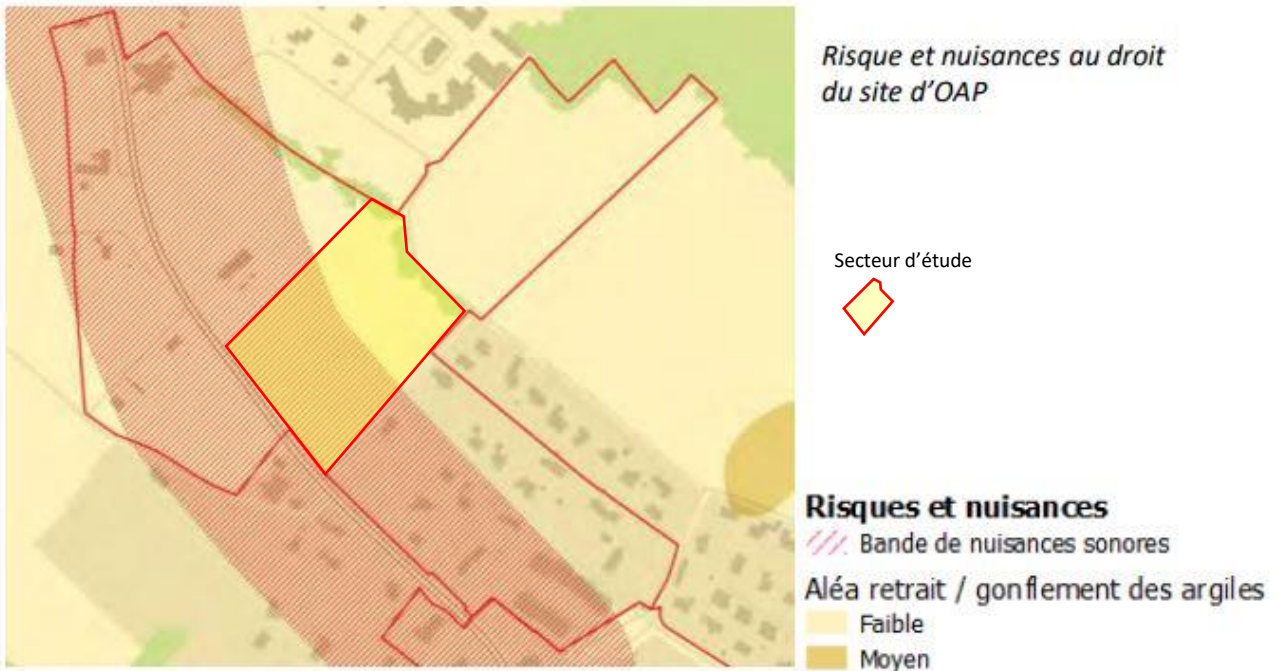 Risque et nuisances au droit
du site d'OAP
Secteur d'étude
Risques et nuisances
Bande de nuisances sonores
Aléa retrait / gonflement des argiles
Faible
Moyen